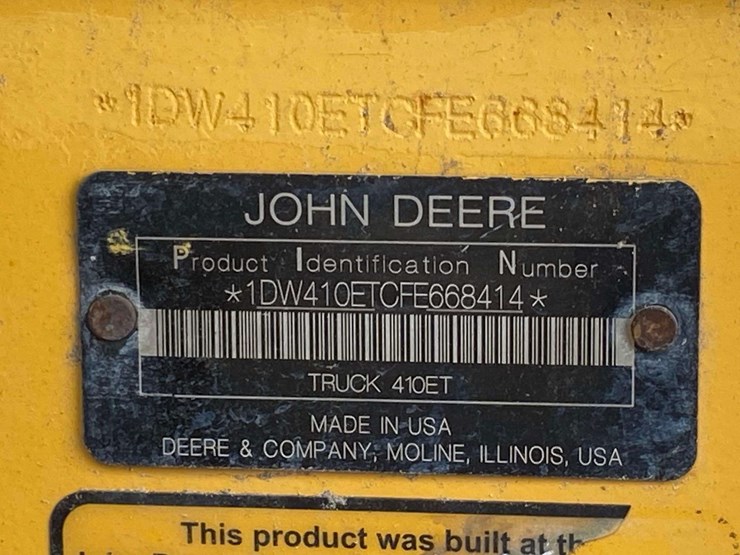 *1DW410ETCFE668414*
JOHN DEERE
Product Identification Number
*1DW410ETCFE668414*
TRUCK 410ET
MADE IN USA
DEERE & COMPANY, MOLINE, ILLINOIS, USA
This product was built at